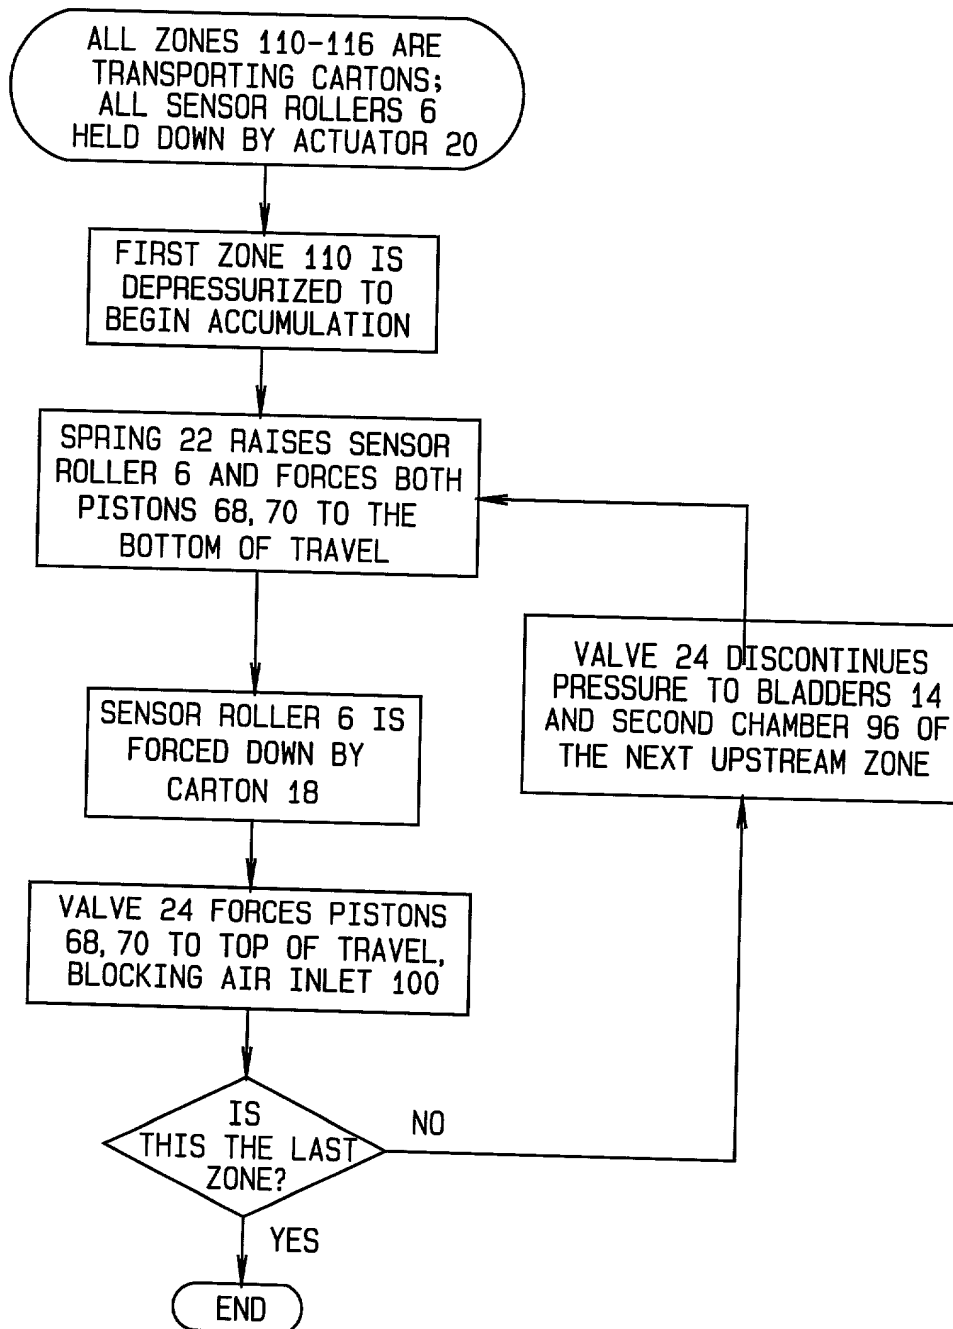 ALL ZONES 110-116 ARE
TRANSPORTING CARTONS;
ALL SENSOR ROLLERS 6
HELD DOWN BY ACTUATOR 20
FIRST ZONE 110 IS
DEPRESSURIZED TO
BEGIN ACCUMULATION
SPRING 22 RAISES SENSOR
ROLLER 6 AND FORCES BOTH
PISTONS 68, 70 TO THE
BOTTOM OF TRAVEL
SENSOR ROLLER 6 IS
FORCED DOWN BY
CARTON 18
VALVE 24 FORCES PISTONS
68, 70 TO TOP OF TRAVEL,
BLOCKING AIR INLET 100
IS
THIS THE LAST
ZONE?
NO
VALVE 24 DISCONTINUES
PRESSURE TO BLADDERS 14
AND SECOND CHAMBER 96 OF
THE NEXT UPSTREAM ZONE
YES
END